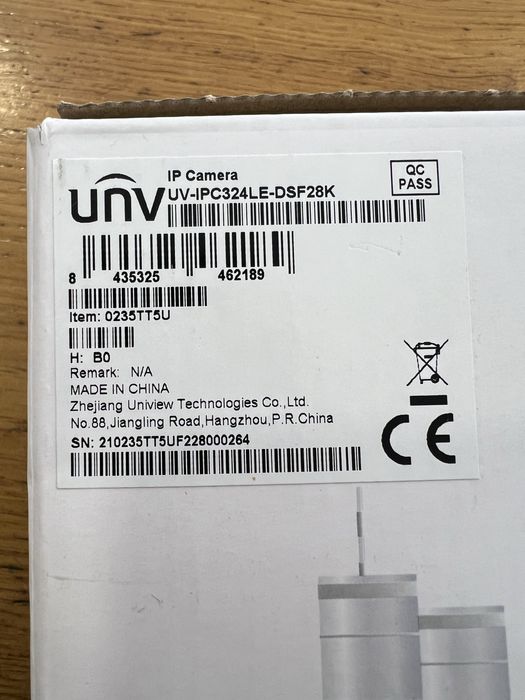 unv
IP Camera
UV-IPC324LE-DSF28K
QC
PASS
8 435325 462189
Item: 0235TT5U
H: B0
Remark: N/A
MADE IN CHINA
Zhejiang Uniview Technologies Co.,Ltd.
No.88,Jiangling Road,Hangzhou,P.R.China
SN: 210235TT5UF228000264
CE